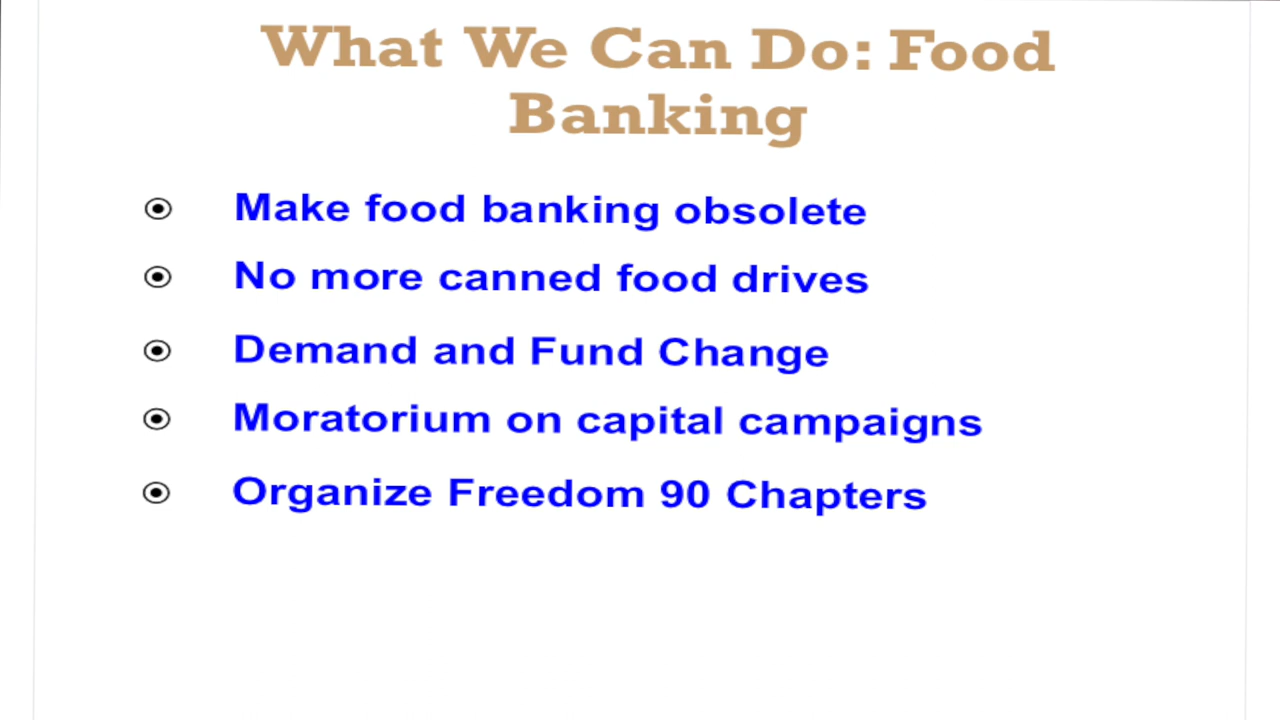 What We Can Do: Food
Banking
Make food banking obsolete
No more canned food drives
Demand and Fund Change
Moratorium on capital campaigns
Organize Freedom 90 Chapters